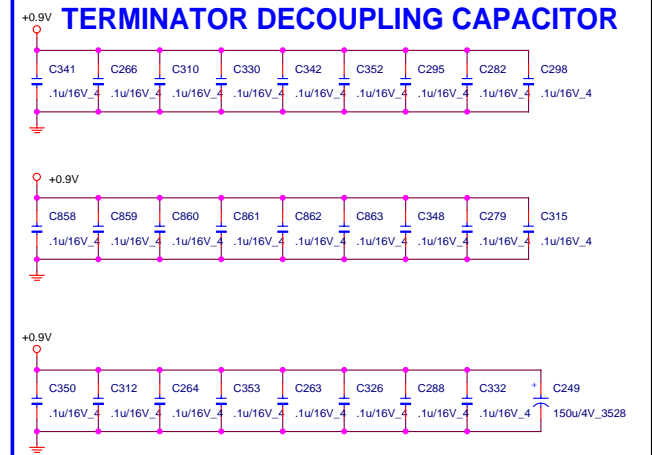 TERMINATOR DECOUPLING CAPACITOR
+0.9V
C341 C266 C310 C330 C342 C352 C295 C282 C298
.1u/16V_4 .1u/16V_4 .1u/16V_4 .1u/16V_4 .1u/16V_4 .1u/16V_4 .1u/16V_4 .1u/16V_4 .1u/16V_4
+0.9V
C858 C859 C860 C861 C862 C863 C348 C279 C315
.1u/16V_4 .1u/16V_4 .1u/16V_4 .1u/16V_4 .1u/16V_4 .1u/16V_4 .1u/16V_4 .1u/16V_4 .1u/16V_4
+0.9V
C350 C312 C264 C353 C263 C326 C288 C332 + C249
.1u/16V_4 .1u/16V_4 .1u/16V_4 .1u/16V_4 .1u/16V_4 .1u/16V_4 .1u/16V_4 .1u/16V_4 150u/4V_3528